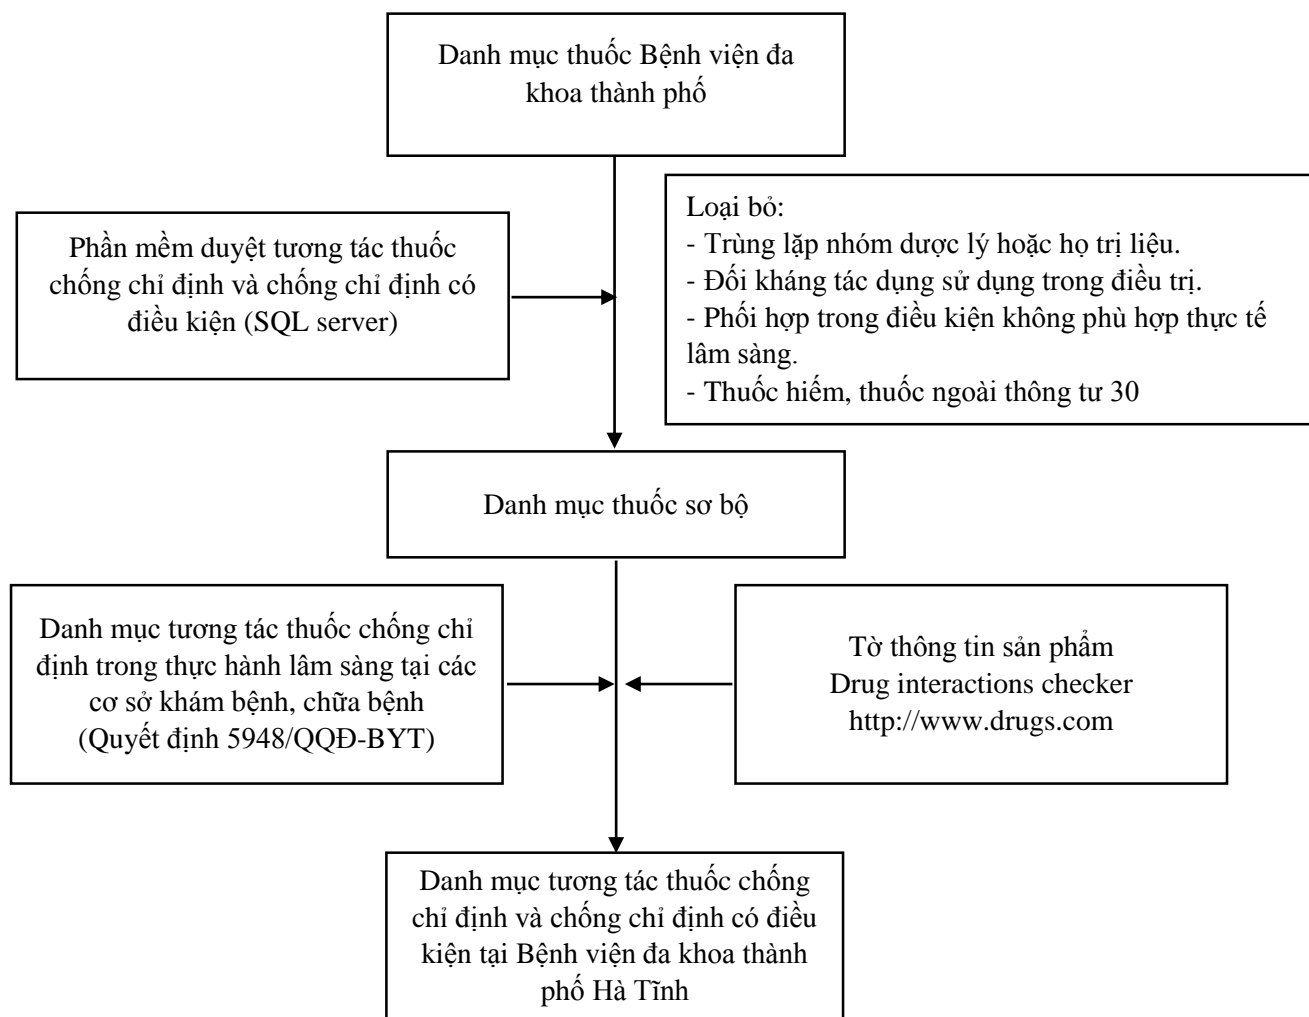 Danh mục thuốc Bệnh viện đa
khoa thành phố
Phần mềm duyệt tương tác thuốc
chống chỉ định và chống chỉ định có
điều kiện (SQL server)
Loại bỏ:
- Trùng lặp nhóm dược lý hoặc họ trị liệu.
- Đối kháng tác dụng sử dụng trong điều trị.
- Phối hợp trong điều kiện không phù hợp thực tế
lâm sàng.
- Thuốc hiếm, thuốc ngoài thông tư 30
Danh mục thuốc sơ bộ
Danh mục tương tác thuốc chống chỉ
định trong thực hành lâm sàng tại các
cơ sở khám bệnh, chữa bệnh
(Quyết định 5948/QQĐ-BYT)
Tờ thông tin sản phẩm
Drug interactions checker
http://www.drugs.com
Danh mục tương tác thuốc chống
chỉ định và chống chỉ định có điều
kiện tại Bệnh viện đa khoa thành
phố Hà Tĩnh